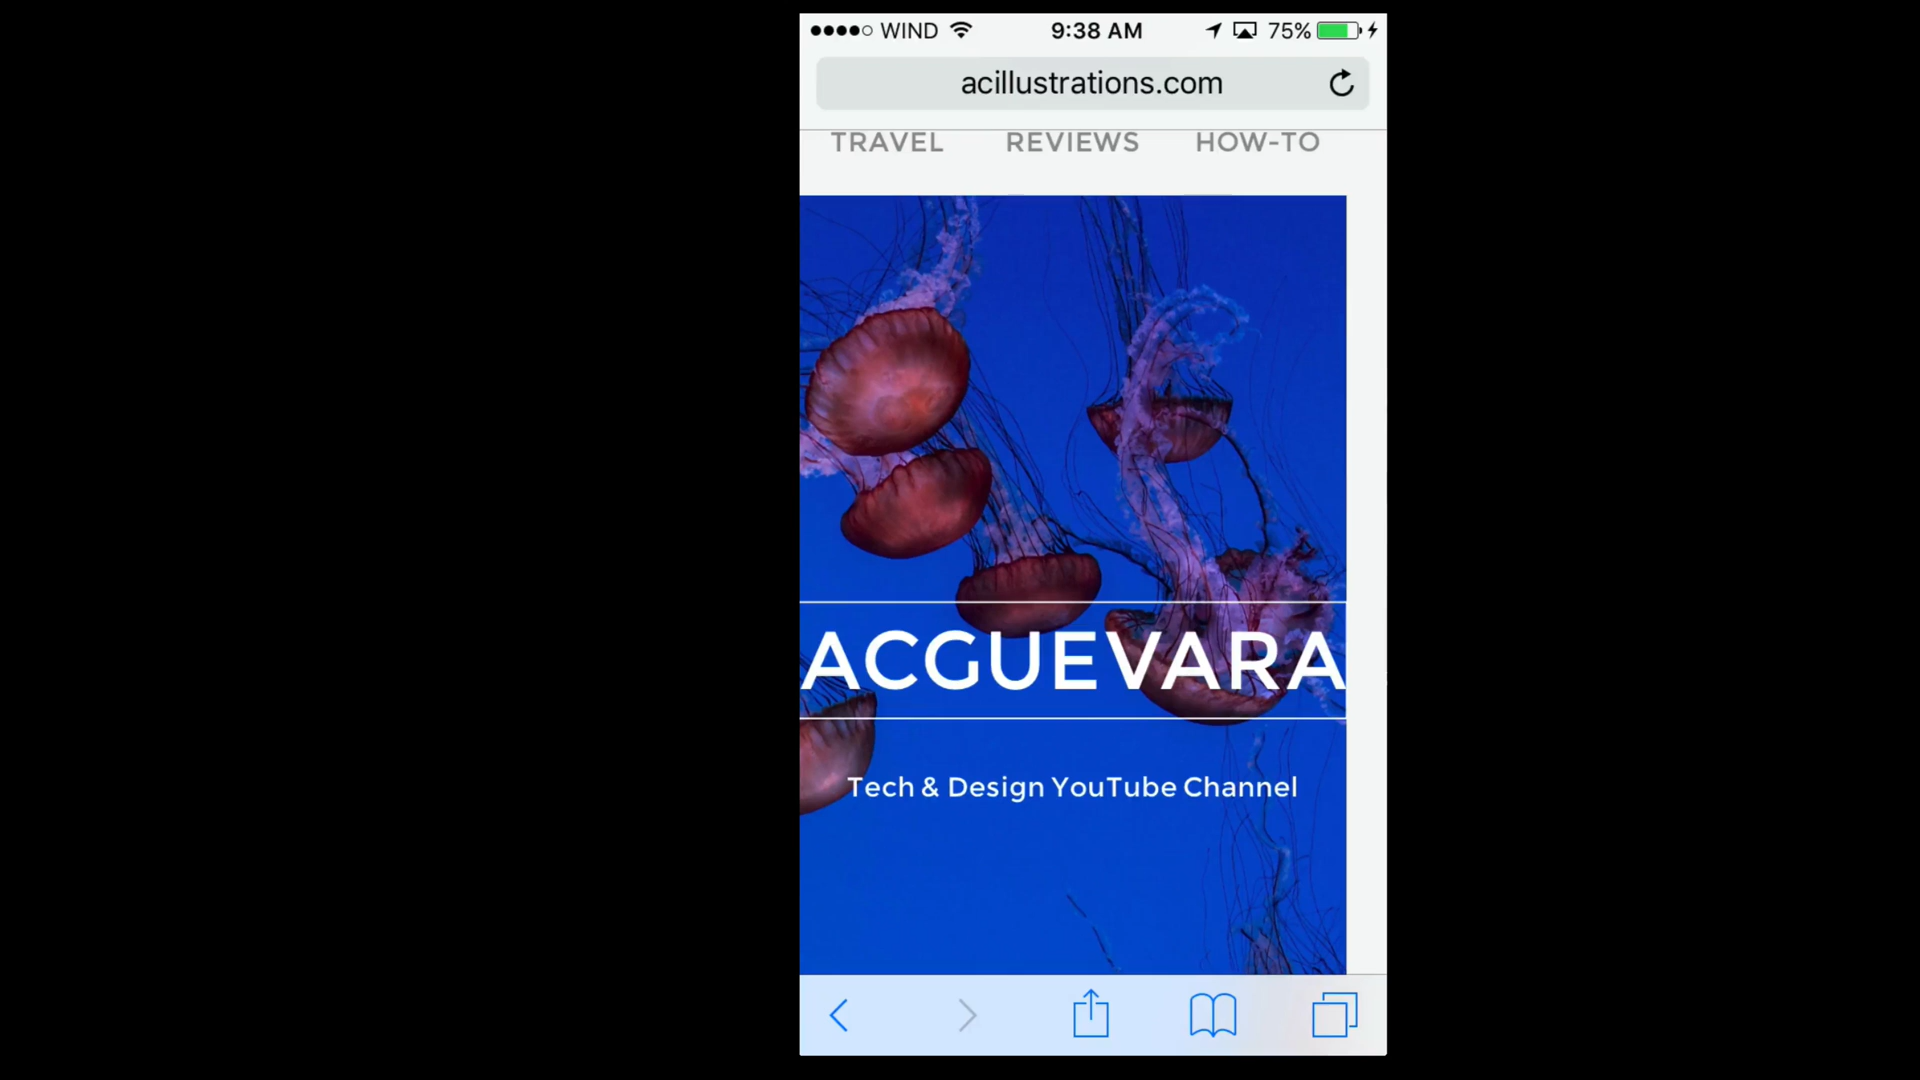 WIND 9:38 AM 75%
acillustrations.com
TRAVEL REVIEWS HOW-TO
ACGUEVARA
Tech & Design YouTube Channel